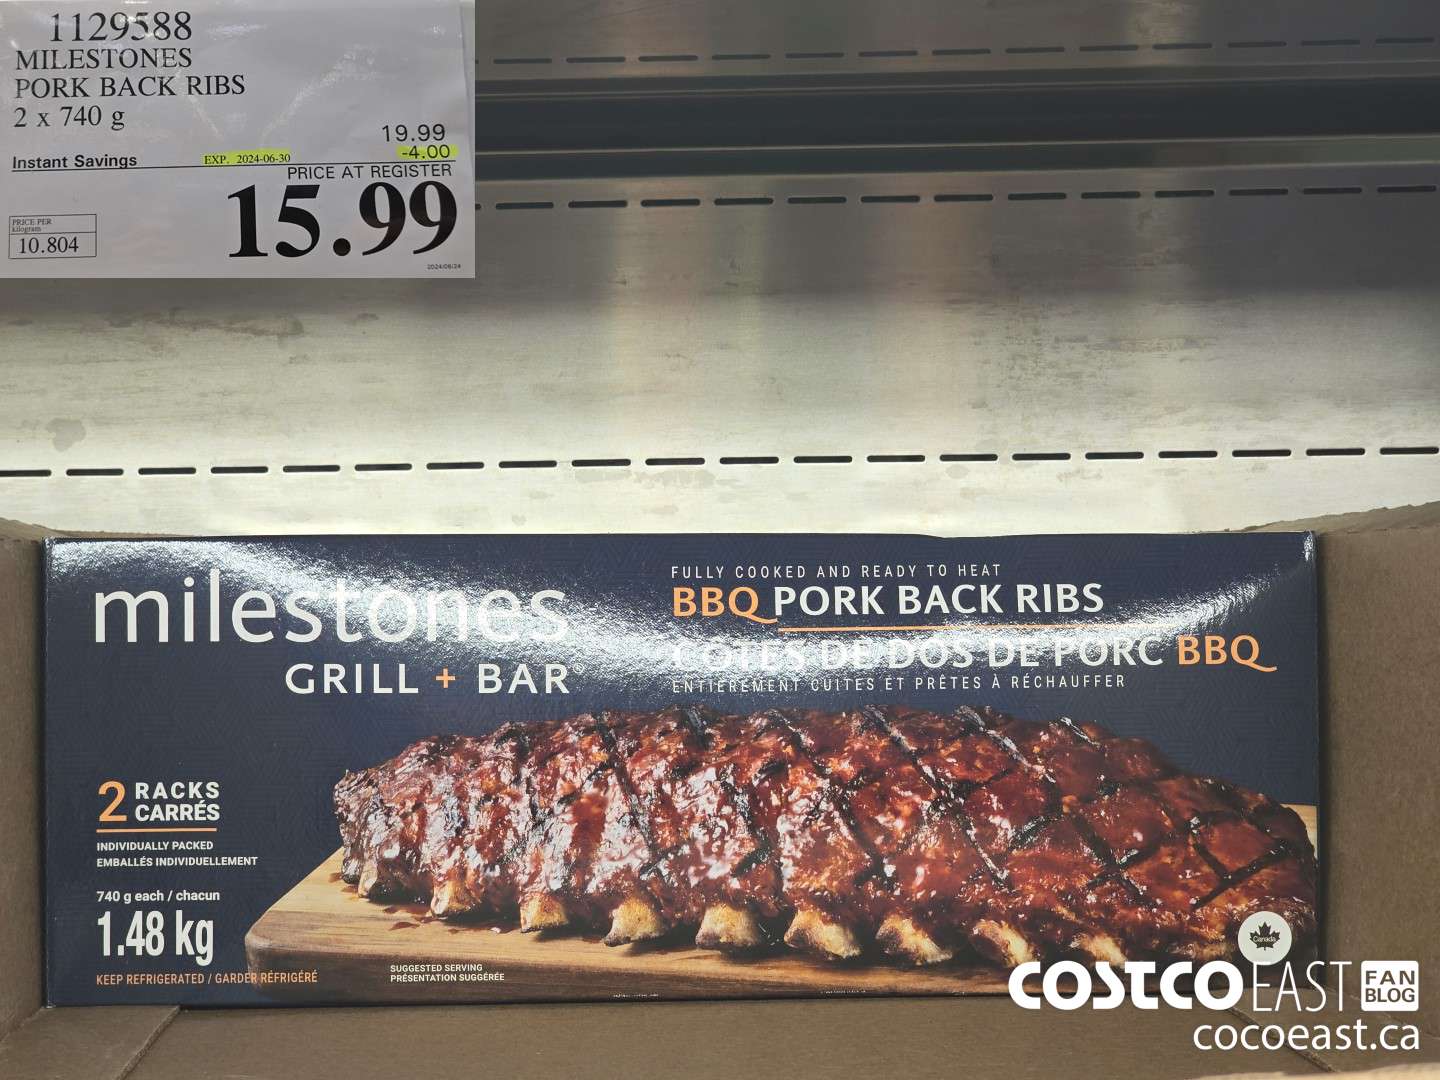 1129588
MILESTONES
PORK BACK RIBS
2 x 740 g
19.99
Instant Savings EXP. 2024-06-30 -4.00
PRICE AT REGISTER
15.99
PRICE PER
kilogram
10.804
2024/06/24
milestones
GRILL + BAR
FULLY COOKED AND READY TO HEAT
BBQ PORK BACK RIBS
CÔTES DE DOS DE PORC BBQ
ENTIÈREMENT CUITES ET PRÊTES À RÉCHAUFFER
2 RACKS
CARRÉS
INDIVIDUALLY PACKED
EMBALLÉS INDIVIDUELLEMENT
740 g each / chacun
1.48 kg
KEEP REFRIGERATED / GARDER RÉFRIGÉRÉ
SUGGESTED SERVING
PRÉSENTATION SUGGÉRÉE
Canada
COSTCO EAST FAN BLOG
cocoeast.ca